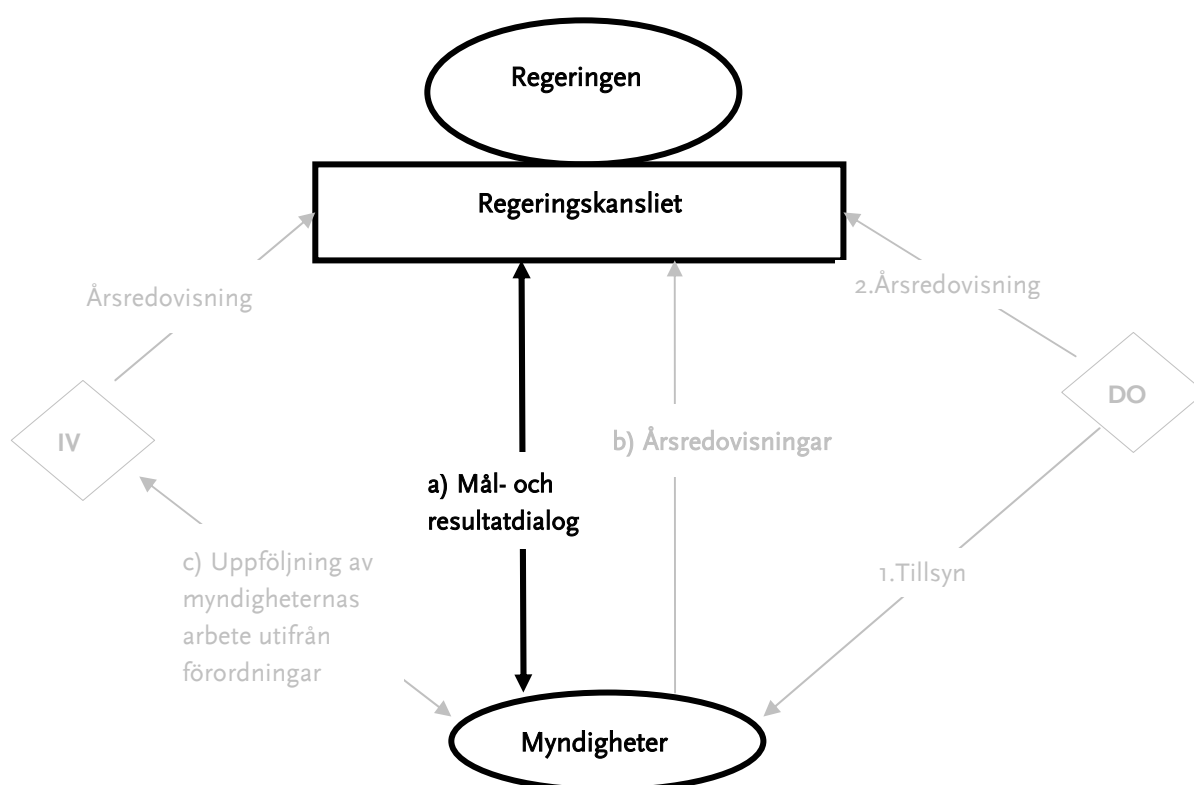 Regeringen
Regeringskansliet
Årsredovisning
2.Årsredovisning
IV
DO
b) Årsredovisningar
a) Mål- och
resultatdialog
c) Uppföljning av
myndigheternas
arbete utifrån
förordningar
1.Tillsyn
Myndigheter